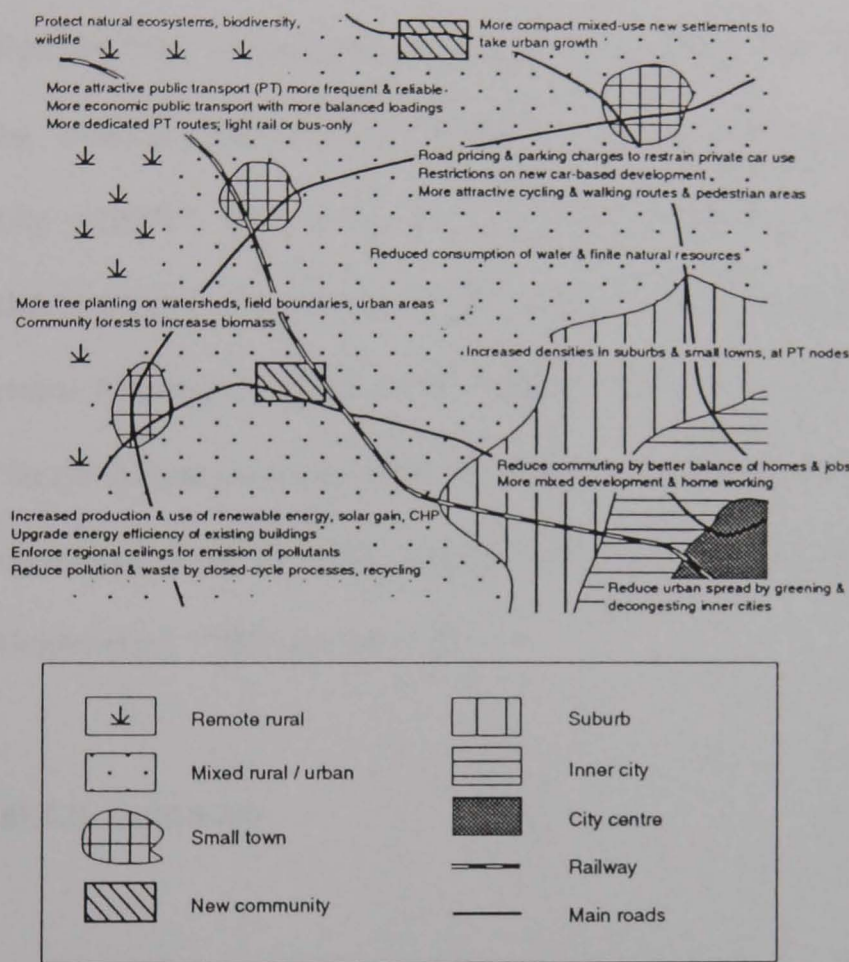 Protect natural ecosystems, biodiversity,
wildlife
More compact mixed-use new settlements to
take urban growth
More attractive public transport (PT) more frequent & reliable
More economic public transport with more balanced loadings
More dedicated PT routes; light rail or bus-only
Road pricing & parking charges to restrain private car use
Restrictions on new car-based development
More attractive cycling & walking routes & pedestrian areas
Reduced consumption of water & finite natural resources
More tree planting on watersheds, field boundaries, urban areas
Community forests to increase biomass
Increased densities in suburbs & small towns, at PT nodes
Reduce commuting by better balance of homes & jobs
More mixed development & home working
Increased production & use of renewable energy, solar gain, CHP
Upgrade energy efficiency of existing buildings
Enforce regional ceilings for emission of pollutants
Reduce pollution & waste by closed-cycle processes, recycling
Reduce urban spread by greening &
decongesting inner cities
Remote rural
Mixed rural / urban
Small town
New community
Suburb
Inner city
City centre
Railway
Main roads